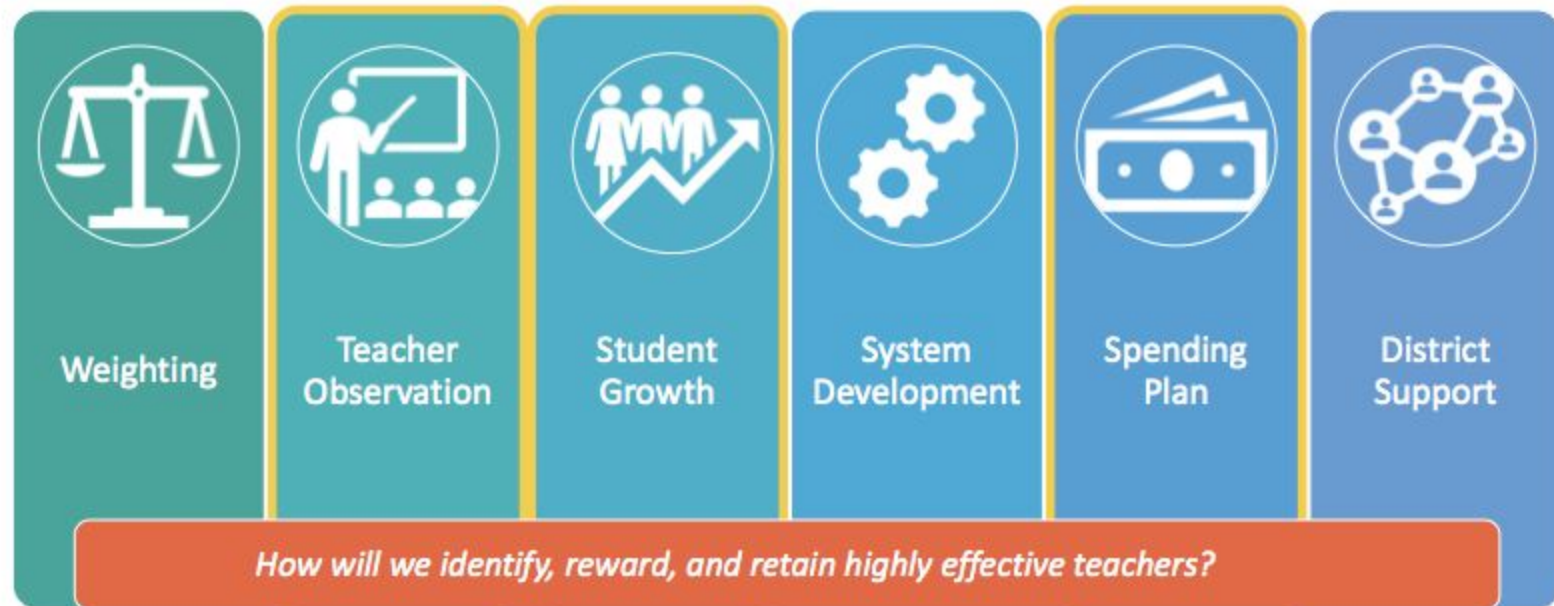 Weighting
Teacher
Observation
Student
Growth
System
Development
Spending
Plan
District
Support
How will we identify, reward, and retain highly effective teachers?